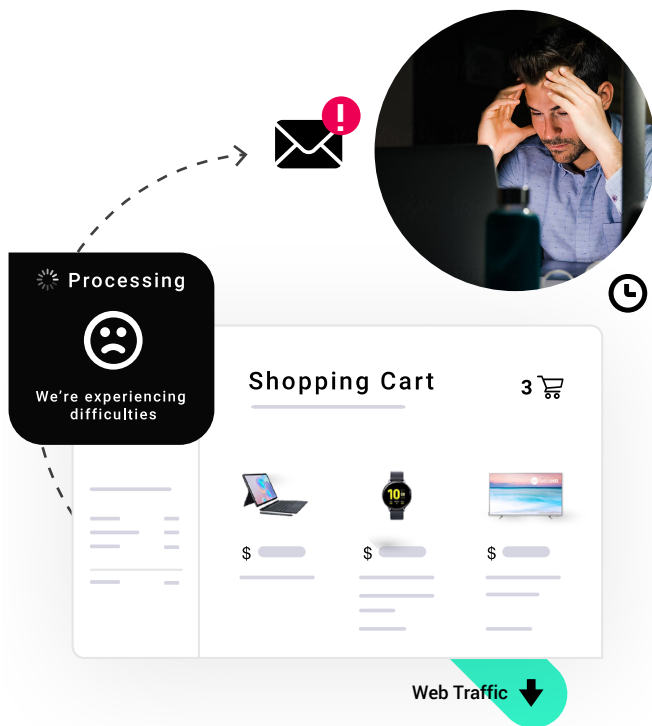 !
Processing
We're experiencing
difficulties
Shopping Cart
3
10
$
$
$
Web Traffic